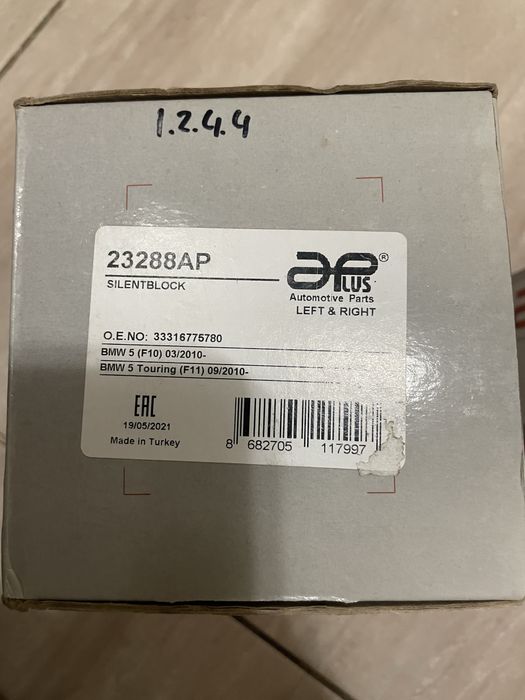 1.2.4.4
23288AP
SILENTBLOCK
aPLUS®
Automotive Parts
LEFT & RIGHT
O.E.NO: 33316775780
BMW 5 (F10) 03/2010-
BMW 5 Touring (F11) 09/2010-
EAC
19/05/2021
Made in Turkey
8 682705 117997